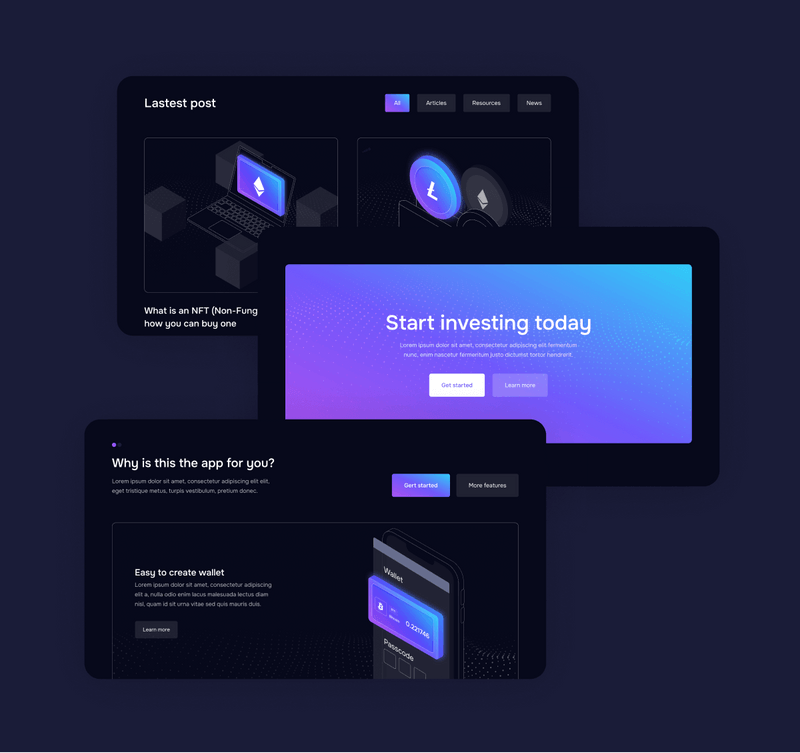 Lastest post
All
Articles
Resources
News
What is an NFT (Non-Fung
how you can buy one
Start investing today
Lorem ipsum dolor sit amet, consectetur adipiscing elit fermentum
nunc, enim nascetur fermentum justo dictumst tortor hendrerit.
Get started
Learn more
Why is this the app for you?
Lorem ipsum dolor sit amet, consectetur adipiscing elit elit,
eget tristique metus, turpis vestibulum, pretium donec.
Gert started
More features
Easy to create wallet
Lorem ipsum dolor sit amet, consectetur adipiscing
elit a, nulla odio enim lacus malesuada lectus diam
nisl, quam id sit urna vitae sed quis mauris duis.
Learn more
Wallet
0.221746
Passcode